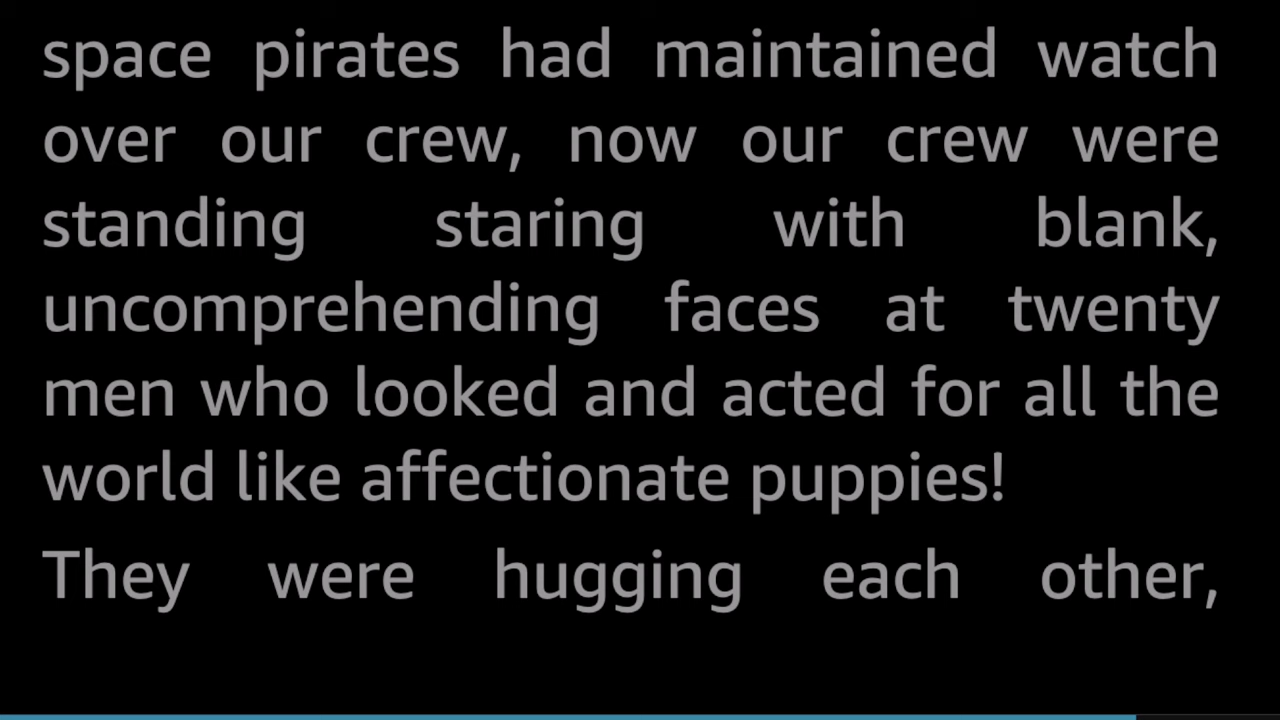 space pirates had maintained watch
over our crew, now our crew were
standing staring with blank,
uncomprehending faces at twenty
men who looked and acted for all the
world like affectionate puppies!
They were hugging each other,